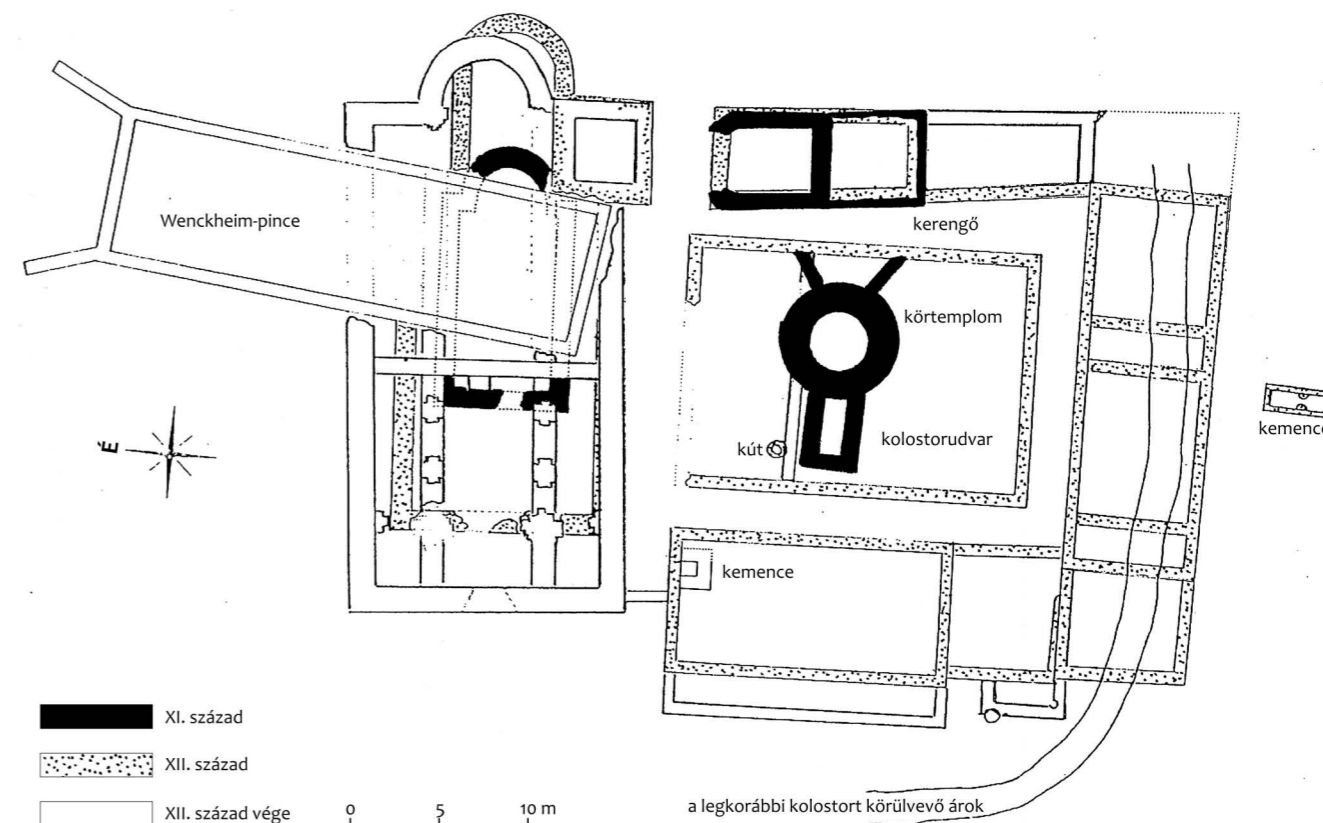 Wenckheim-pince
kerengő
körtemplom
kolostorudvar
kút
kemence
kemence
É
XI. század
XII. század
XII. század vége
0 5 10 m
a legkorábbi kolostort körülvevő árok